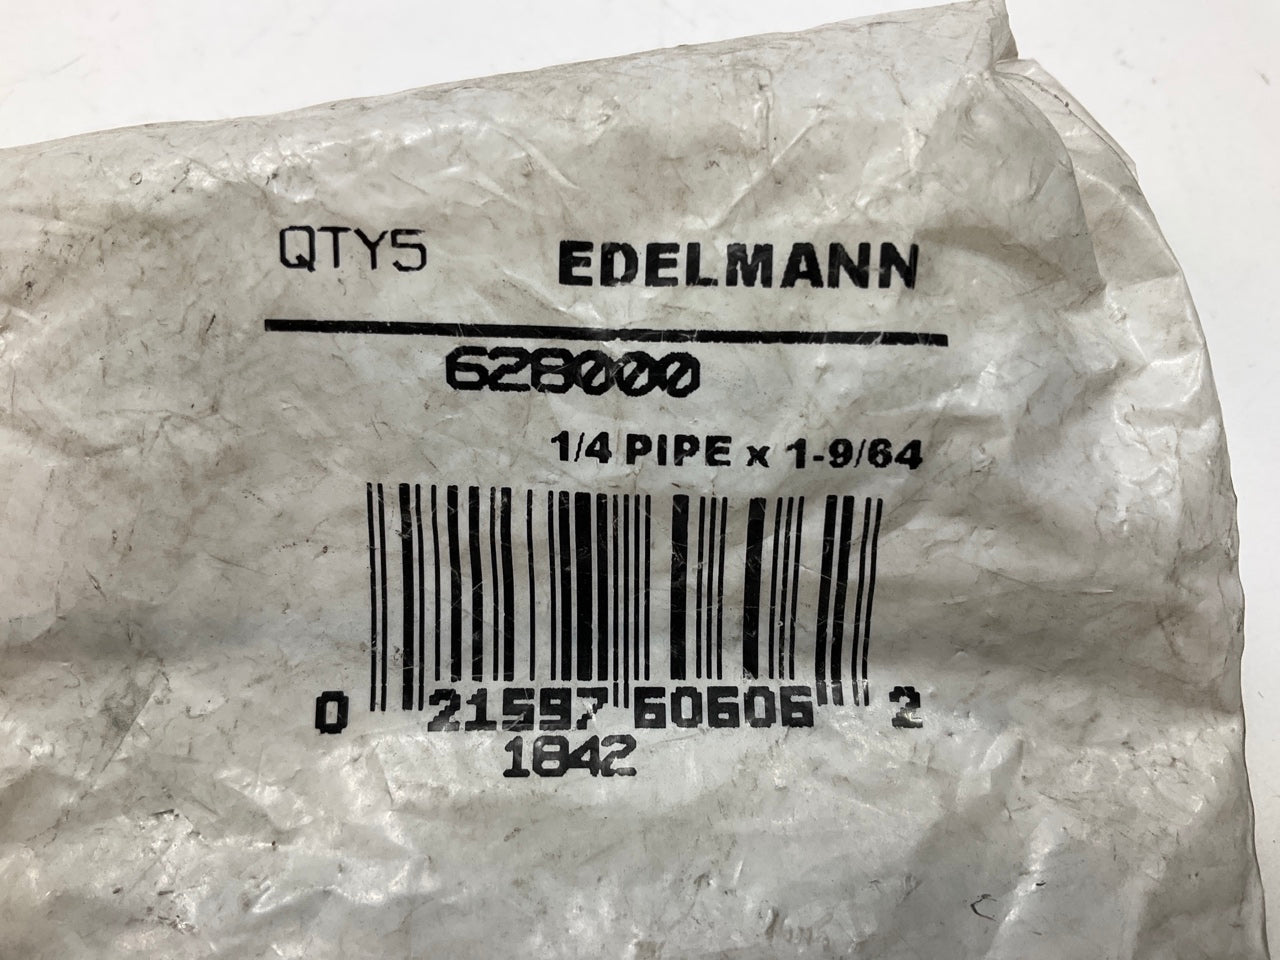 QTY5 EDELMANN
628000
1/4 PIPE x 1-9/64
0 21597 60606 2
1842